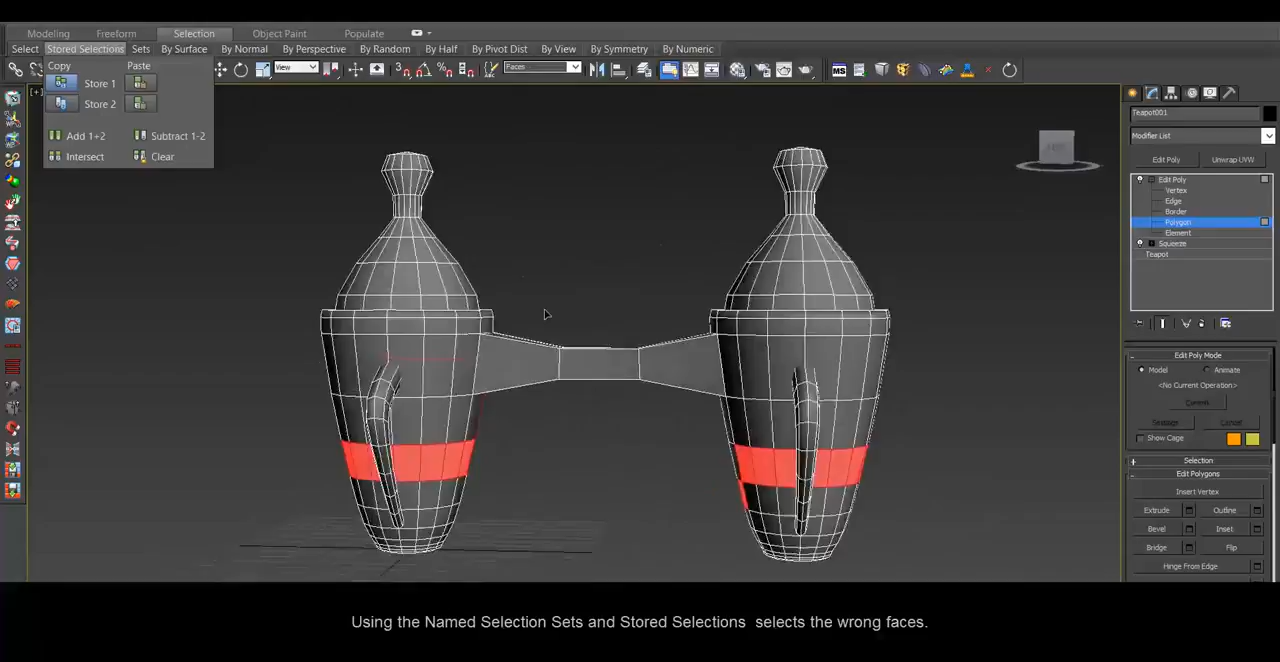 Modeling Freeform Selection Object Paint Populate
Select Stored Selections Sets By Surface By Normal By Perspective By Random By Half By Pivot Dist By View By Symmetry By Numeric
Copy Paste
View Faces
Store 1
Store 2
Add 1+2 Subtract 1-2
Intersect Clear
[+]
Teapot001
Modifier List
Edit Poly Unwrap UVW
Edit Poly
Vertex
Edge
Border
Polygon
Element
Squeeze
Teapot
Edit Poly Mode
Model Animate
<No Current Operation>
Settings Cancel
Show Cage
Selection
Edit Polygons
Insert Vertex
Extrude Outline
Bevel Inset
Bridge Flip
Hinge From Edge
Using the Named Selection Sets and Stored Selections selects the wrong faces.